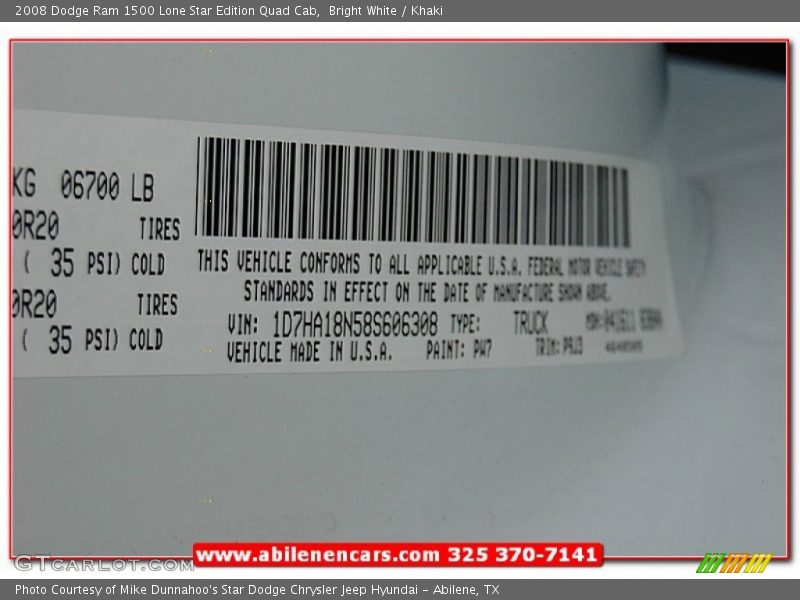 2008 Dodge Ram 1500 Lone Star Edition Quad Cab,  Bright White / Khaki
KG 06700 LB
0R20 TIRES
( 35 PSI) COLD
0R20 TIRES
( 35 PSI) COLD
THIS VEHICLE CONFORMS TO ALL APPLICABLE U.S.A. FEDERAL MOTOR VEHICLE SAFETY
STANDARDS IN EFFECT ON THE DATE OF MANUFACTURE SHOWN ABOVE.
VIN: 1D7HA18N58S606308 TYPE: TRUCK MDH:
VEHICLE MADE IN U.S.A. PAINT: PW7 TRIM:
GTCARLOT.COM
www.abilenencars.com 325 370-7141
Photo Courtesy of Mike Dunnahoo's Star Dodge Chrysler Jeep Hyundai – Abilene, TX